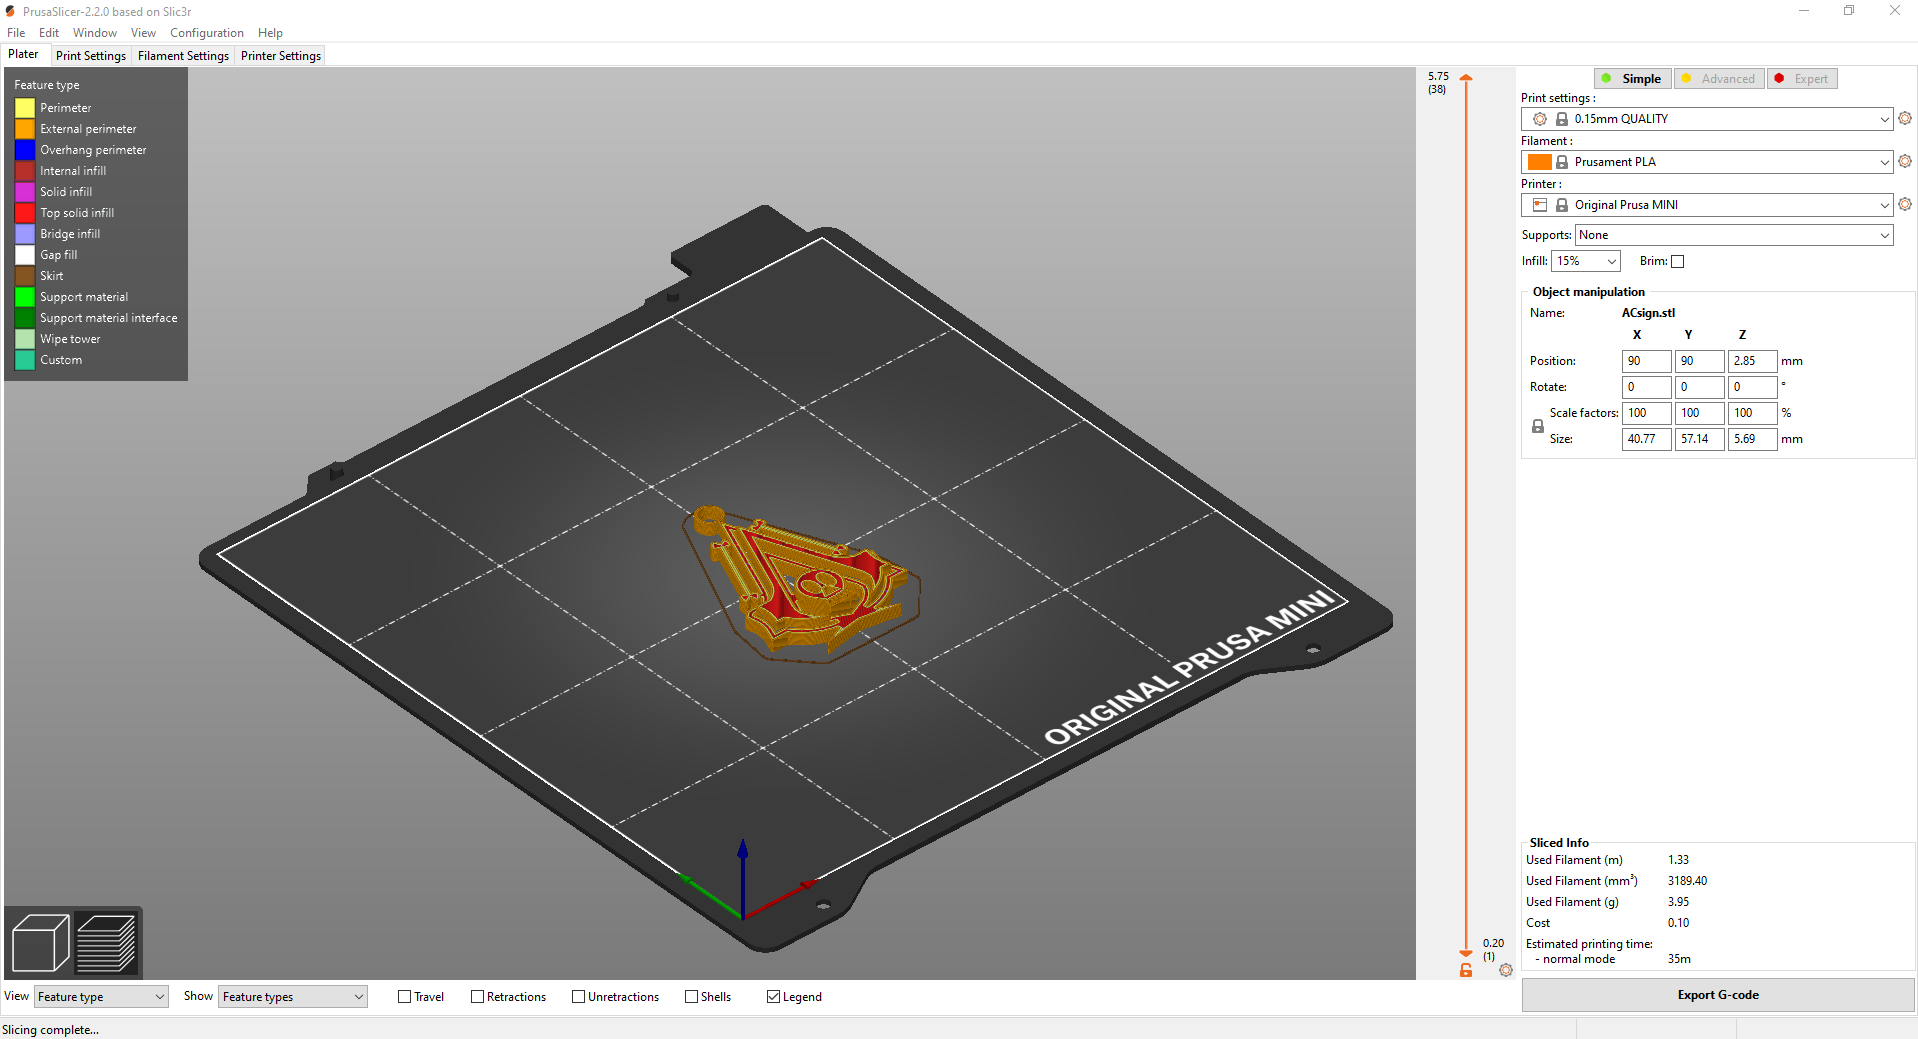 PrusaSlicer-2.2.0 based on Slic3r
File Edit Window View Configuration Help
Plater Print Settings Filament Settings Printer Settings
Feature type
Perimeter
External perimeter
Overhang perimeter
Internal infill
Solid infill
Top solid infill
Bridge infill
Gap fill
Skirt
Support material
Support material interface
Wipe tower
Custom
ORIGINAL PRUSA MINI
5.75
(38)
0.20
(1)
Simple Advanced Expert
Print settings :
0.15mm QUALITY
Filament :
Prusament PLA
Printer :
Original Prusa MINI
Supports: None
Infill: 15% Brim:
Object manipulation
Name: ACsign.stl
X Y Z
Position: 90 90 2.85 mm
Rotate: 0 0 0 °
Scale factors: 100 100 100 %
Size: 40.77 57.14 5.69 mm
Sliced Info
Used Filament (m) 1.33
Used Filament (mm³) 3189.40
Used Filament (g) 3.95
Cost 0.10
Estimated printing time:
- normal mode 35m
Export G-code
View Feature type Show Feature types Travel Retractions Unretractions Shells Legend
Slicing complete...